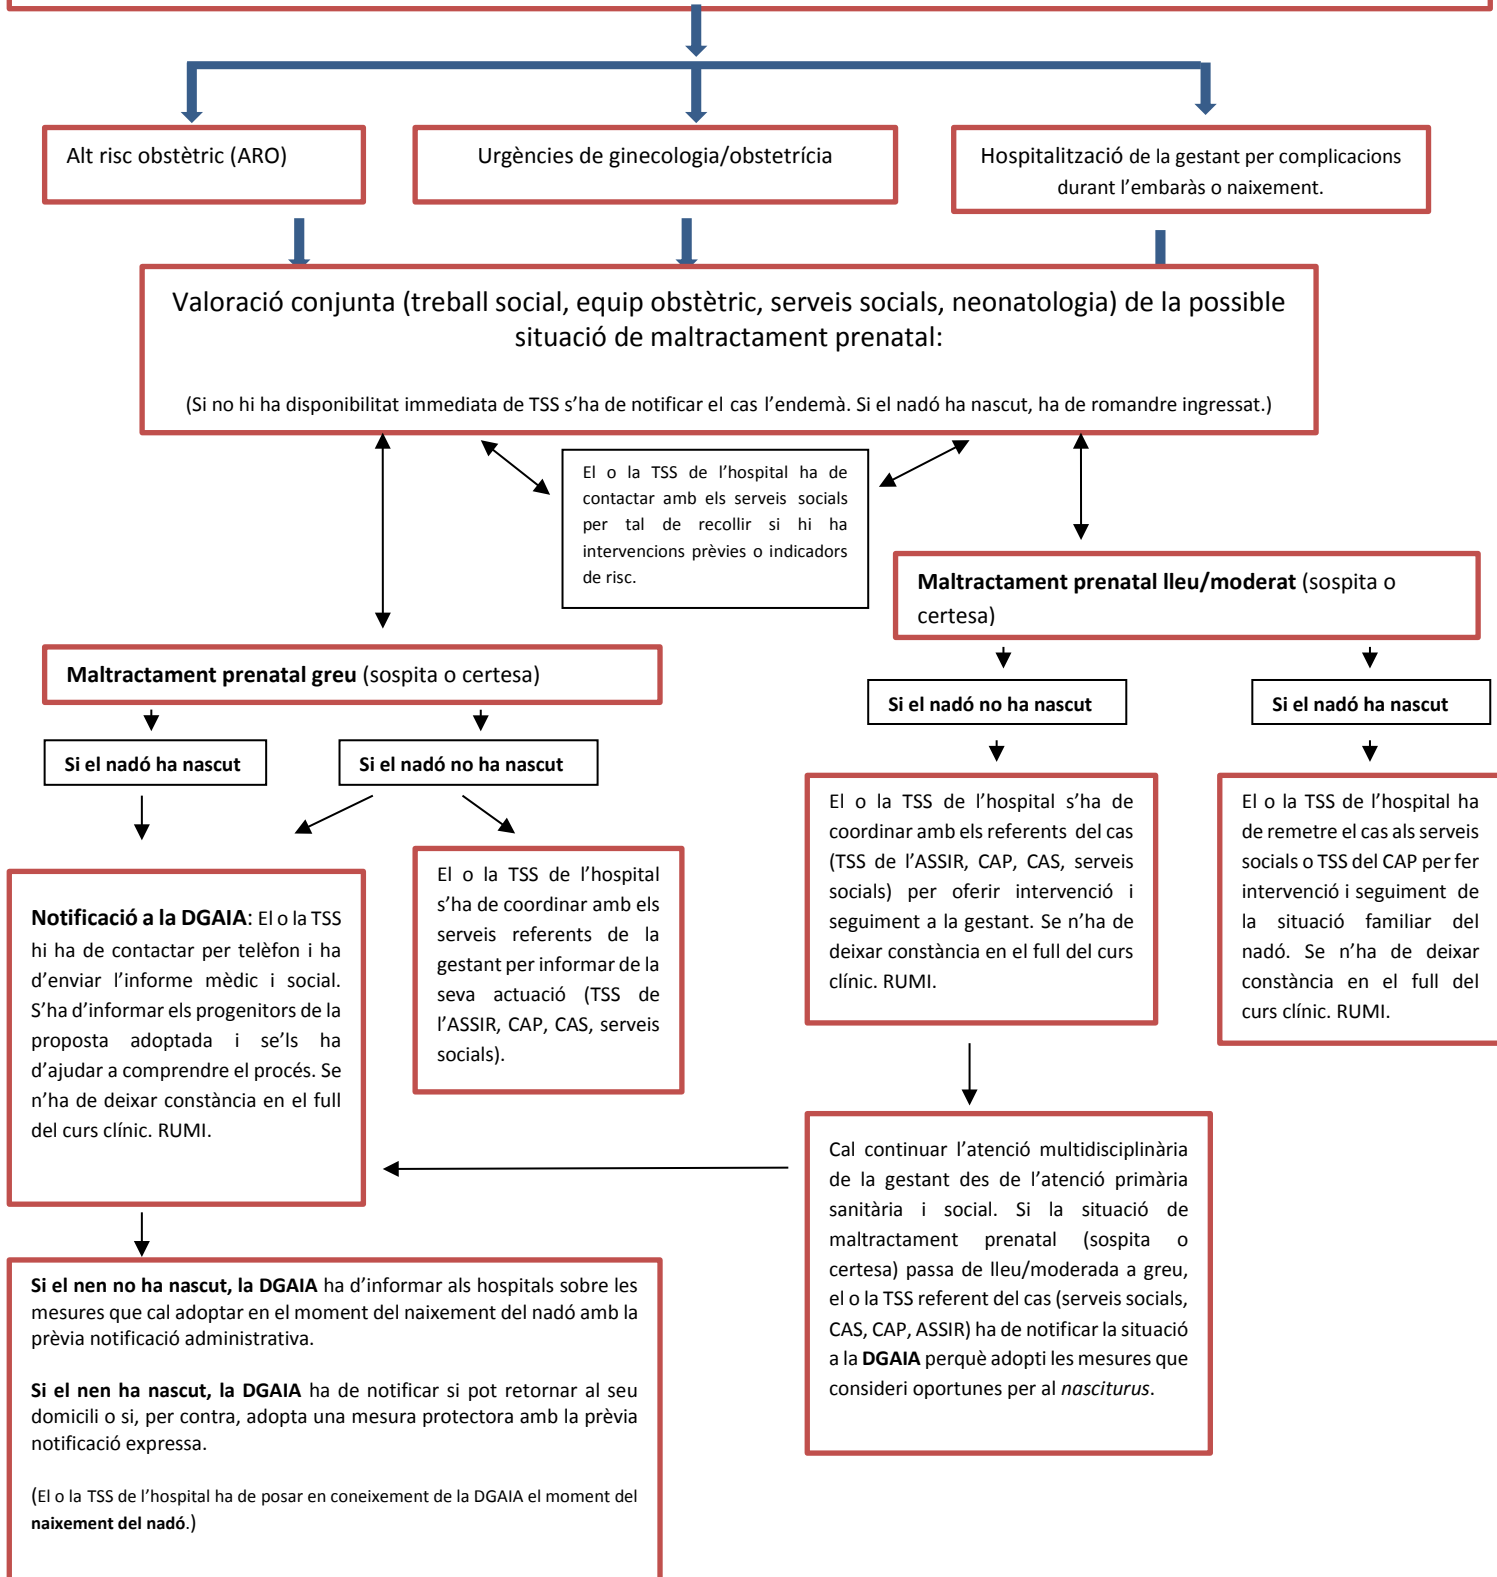 Alt risc obstètric (ARO)
Urgències de ginecologia/obstetrícia
Hospitalització de la gestant per complicacions
durant l’embaràs o naixement.
Valoració conjunta (treball social, equip obstètric, serveis socials, neonatologia) de la possible
situació de maltractament prenatal:
(Si no hi ha disponibilitat immediata de TSS s’ha de notificar el cas l’endemà. Si el nadó ha nascut, ha de romandre ingressat.)
El o la TSS de l’hospital ha de
contactar amb els serveis socials
per tal de recollir si hi ha
intervencions prèvies o indicadors
de risc.
Maltractament prenatal lleu/moderat (sospita o
certesa)
Maltractament prenatal greu (sospita o certesa)
Si el nadó no ha nascut
Si el nadó ha nascut
Si el nadó ha nascut
Si el nadó no ha nascut
El o la TSS de l’hospital s’ha de
coordinar amb els referents del cas
(TSS de l’ASSIR, CAP, CAS, serveis
socials) per oferir intervenció i
seguiment a la gestant. Se n’ha de
deixar constància en el full del curs
clínic. RUMI.
El o la TSS de l’hospital ha
de remetre el cas als serveis
socials o TSS del CAP per fer
intervenció i seguiment de
la situació familiar del
nadó. Se n’ha de deixar
constància en el full del
curs clínic. RUMI.
El o la TSS de l’hospital
s’ha de coordinar amb els
serveis referents de la
gestant per informar de la
seva actuació (TSS de
l’ASSIR, CAP, CAS, serveis
socials).
Notificació a la DGAIA: El o la TSS
hi ha de contactar per telèfon i ha
d’enviar l’informe mèdic i social.
S’ha d’informar els progenitors de la
proposta adoptada i se’ls ha
d’ajudar a comprendre el procés. Se
n’ha de deixar constància en el full
del curs clínic. RUMI.
Cal continuar l’atenció multidisciplinària
de la gestant des de l’atenció primària
sanitària i social. Si la situació de
maltractament prenatal (sospita o
certesa) passa de lleu/moderada a greu,
el o la TSS referent del cas (serveis socials,
CAS, CAP, ASSIR) ha de notificar la situació
a la DGAIA perquè adopti les mesures que
consideri oportunes per al nasciturus.
Si el nen no ha nascut, la DGAIA ha d’informar als hospitals sobre les
mesures que cal adoptar en el moment del naixement del nadó amb la
prèvia notificació administrativa.
Si el nen ha nascut, la DGAIA ha de notificar si pot retornar al seu
domicili o si, per contra, adopta una mesura protectora amb la prèvia
notificació expressa.
(El o la TSS de l’hospital ha de posar en coneixement de la DGAIA el moment del
naixement del nadó.)